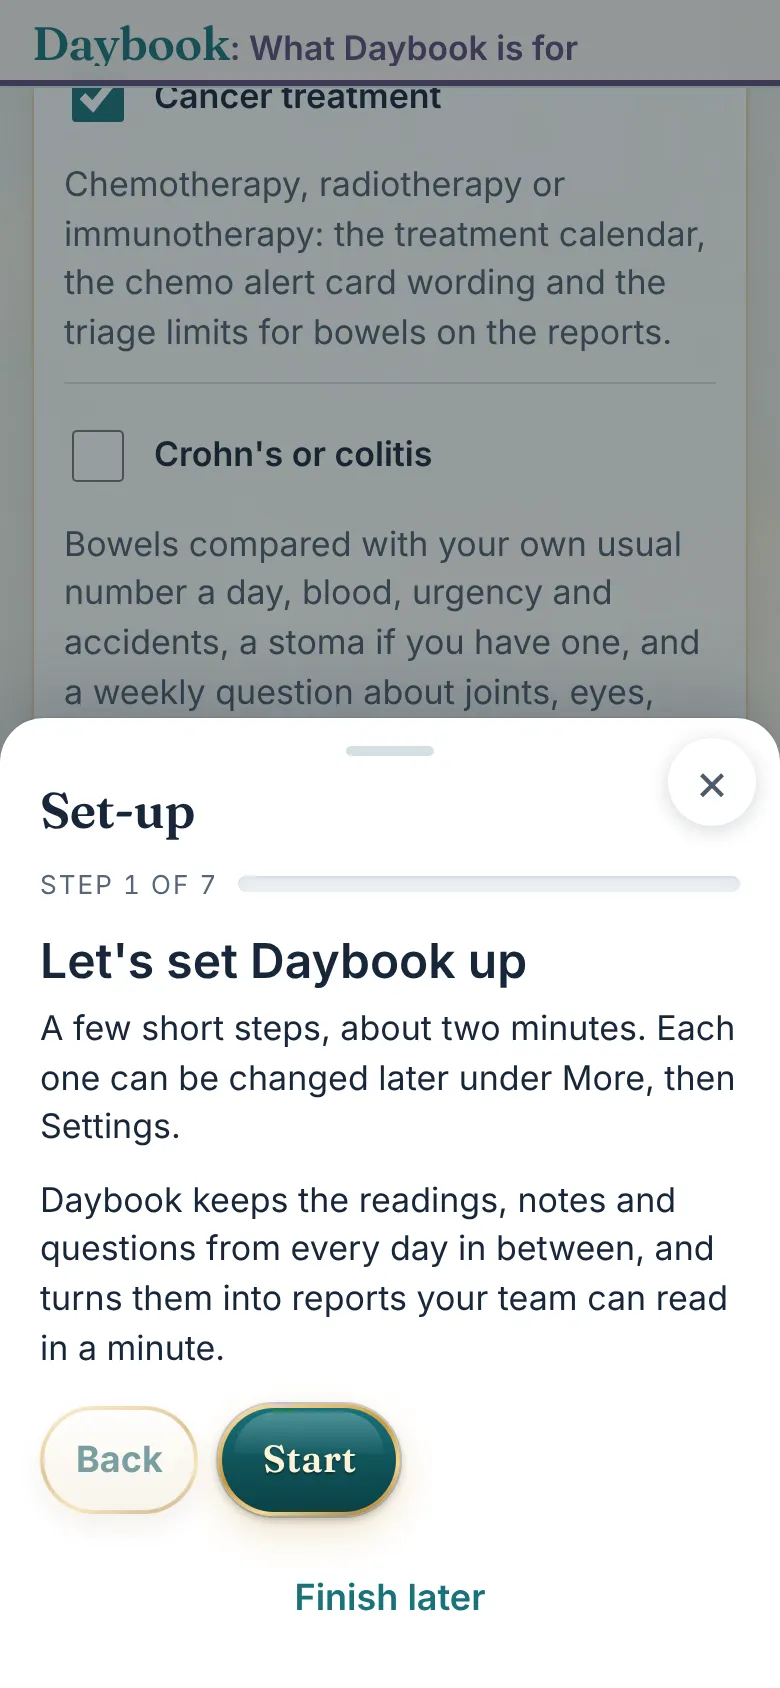 Daybook: What Daybook is for
Cancer treatment
Chemotherapy, radiotherapy or
immunotherapy: the treatment calendar,
the chemo alert card wording and the
triage limits for bowels on the reports.
Crohn's or colitis
Bowels compared with your own usual
number a day, blood, urgency and
accidents, a stoma if you have one, and
a weekly question about joints, eyes,
Set-up
STEP 1 OF 7
Let's set Daybook up
A few short steps, about two minutes. Each
one can be changed later under More, then
Settings.
Daybook keeps the readings, notes and
questions from every day in between, and
turns them into reports your team can read
in a minute.
Back
Start
Finish later